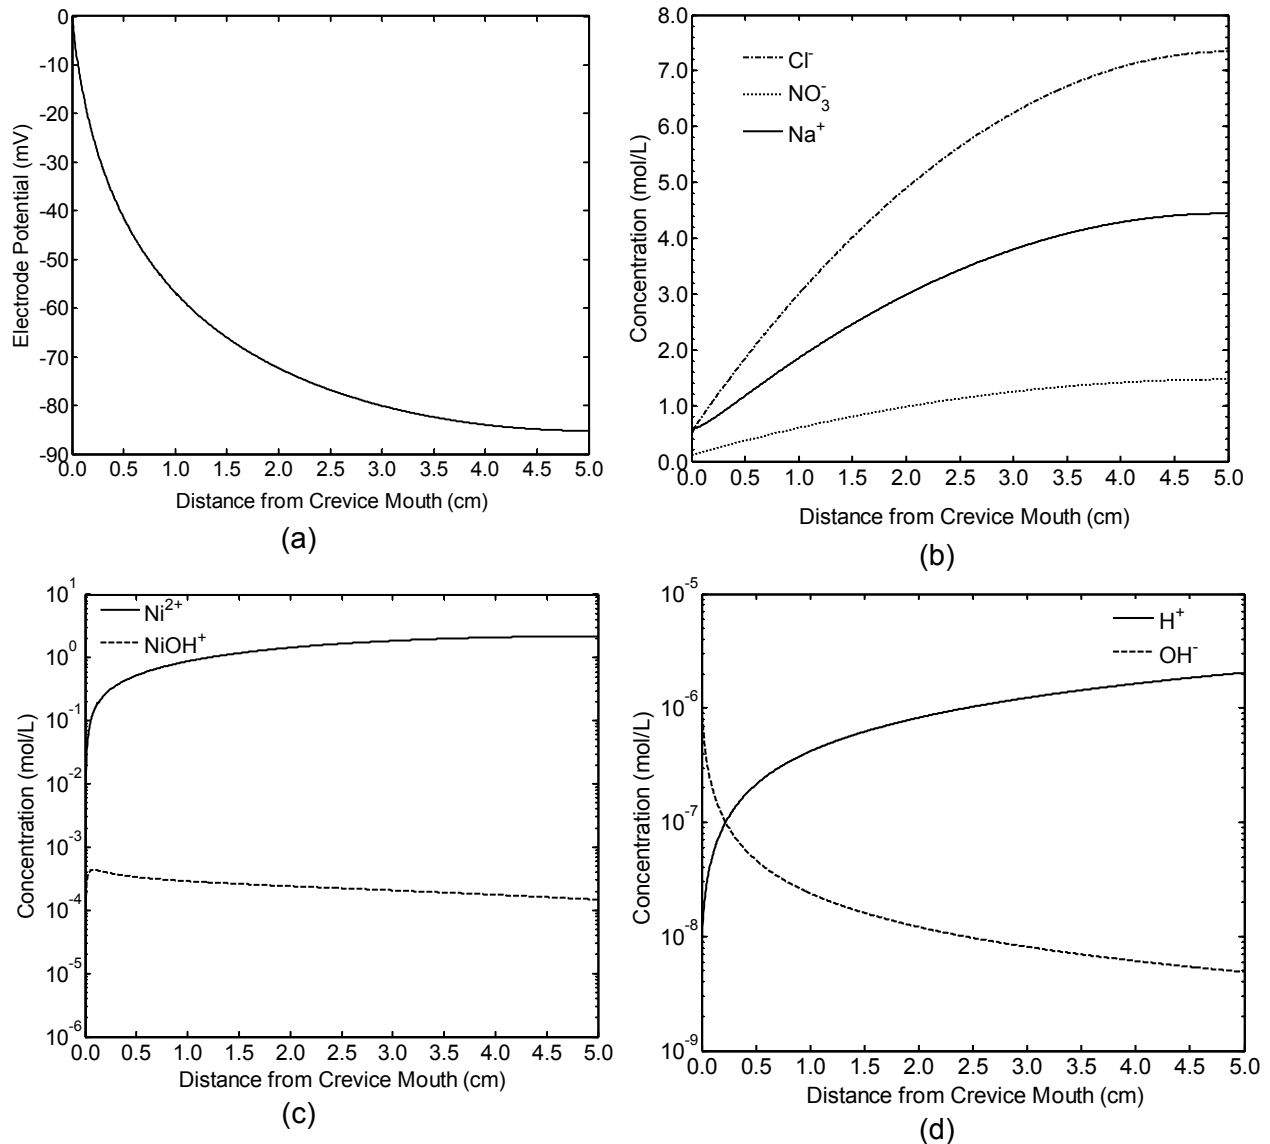 0
-10
-20
-30
-40
-50
-60
-70
-80
-90
Electrode Potential (mV)
0.0 0.5 1.0 1.5 2.0 2.5 3.0 3.5 4.0 4.5 5.0
Distance from Crevice Mouth (cm)
(a)
8.0
7.0
6.0
5.0
4.0
3.0
2.0
1.0
0.0
Concentration (mol/L)
Cl⁻
NO₃⁻
Na⁺
0.0 0.5 1.0 1.5 2.0 2.5 3.0 3.5 4.0 4.5 5.0
Distance from Crevice Mouth (cm)
(b)
10¹
10⁰
10⁻¹
10⁻²
10⁻³
10⁻⁴
10⁻⁵
10⁻⁶
Concentration (mol/L)
Ni²⁺
NiOH⁺
0.0 0.5 1.0 1.5 2.0 2.5 3.0 3.5 4.0 4.5 5.0
Distance from Crevice Mouth (cm)
(c)
10⁻⁵
10⁻⁶
10⁻⁷
10⁻⁸
10⁻⁹
Concentration (mol/L)
H⁺
OH⁻
0.0 0.5 1.0 1.5 2.0 2.5 3.0 3.5 4.0 4.5 5.0
Distance from Crevice Mouth (cm)
(d)